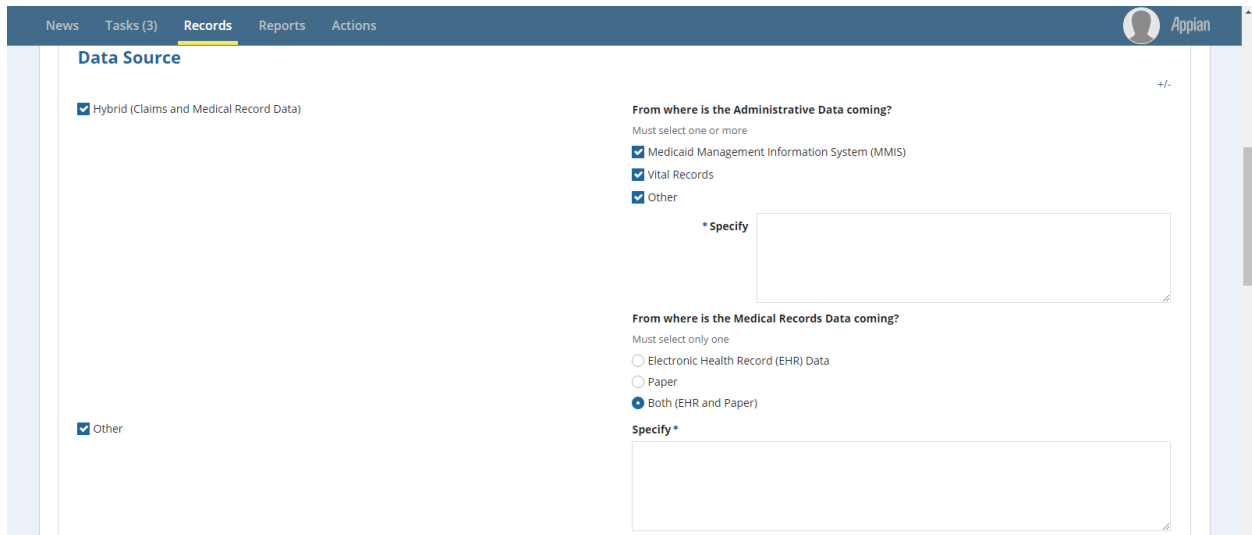 News Tasks (3) Records Reports Actions Appian
Data Source
+/-
Hybrid (Claims and Medical Record Data)
From where is the Administrative Data coming?
Must select one or more
Medicaid Management Information System (MMIS)
Vital Records
Other
* Specify
From where is the Medical Records Data coming?
Must select only one
Electronic Health Record (EHR) Data
Paper
Both (EHR and Paper)
Other
Specify *